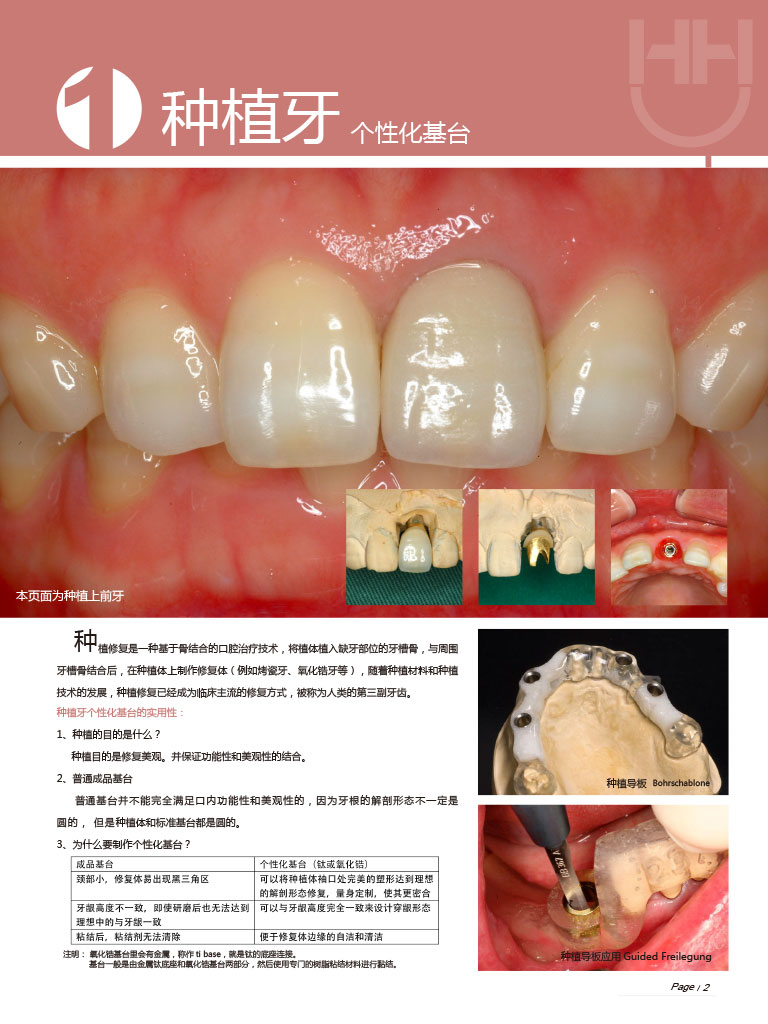 1 种植牙 个性化基台
HH
本页面为种植上前牙
种植修复是一种基于骨结合的口腔治疗技术，将植体植入缺牙部位的牙槽骨，与周围
牙槽骨结合后，在种植体上制作修复体（例如烤瓷牙、氧化锆牙等），随着种植材料和种植
技术的发展，种植修复已经成为临床主流的修复方式，被称为人类的第三副牙齿。
种植牙个性化基台的实用性：
1、种植的目的是什么？
种植目的是修复美观。并保证功能性和美观性的结合。
2、普通成品基台
普通基台并不能完全满足口内功能性和美观性的，因为牙根的解剖形态不一定是
圆的， 但是种植体和标准基台都是圆的。
3、为什么要制作个性化基台？
成品基台 个性化基台（钛或氧化锆）
颈部小，修复体易出现黑三角区 可以将种植体袖口处完美的塑形达到理想
的解剖形态修复，量身定制，使其更密合
牙龈高度不一致，即使研磨后也无法达到 可以与牙龈高度完全一致来设计穿龈形态
理想中的与牙龈一致
粘结后，粘结剂无法清除 便于修复体边缘的自洁和清洁
注明： 氧化锆基台里会有金属，称作 ti base，就是钛的底座连接。
基台一般是由金属钛底座和氧化锆基台两部分，然后使用专门的树脂粘结材料进行黏结。
种植导板 Bohrschablone
种植导板应用 Guided Freilegung
Page / 2